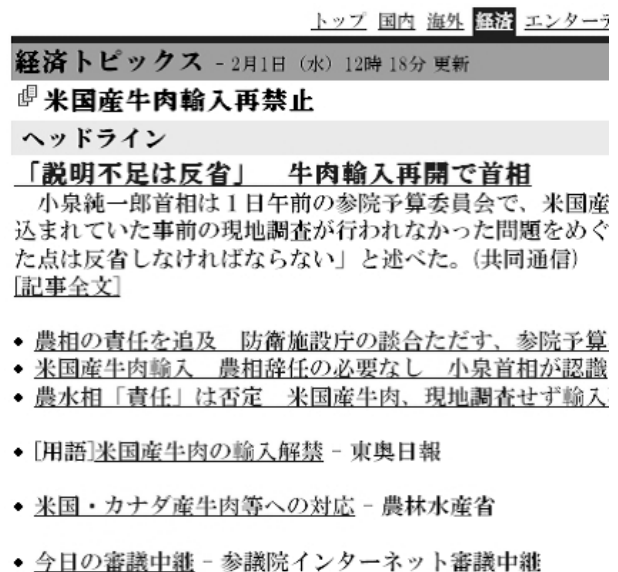 トップ 国内 海外 経済 エンターテ
経済トピックス - 2月1日（水）12時 18分 更新
米国産牛肉輸入再禁止
ヘッドライン
「説明不足は反省」　牛肉輸入再開で首相
　小泉純一郎首相は１日午前の参院予算委員会で、米国産
込まれていた事前の現地調査が行われなかった問題をめぐ
た点は反省しなければならない」と述べた。(共同通信)
[記事全文]
• 農相の責任を追及　防衛施設庁の談合ただす、参院予算
• 米国産牛肉輸入　農相辞任の必要なし　小泉首相が認識
• 農水相「責任」は否定　米国産牛肉、現地調査せず輸入
• [用語]米国産牛肉の輸入解禁 - 東奥日報
• 米国・カナダ産牛肉等への対応 - 農林水産省
• 今日の審議中継 - 参議院インターネット審議中継